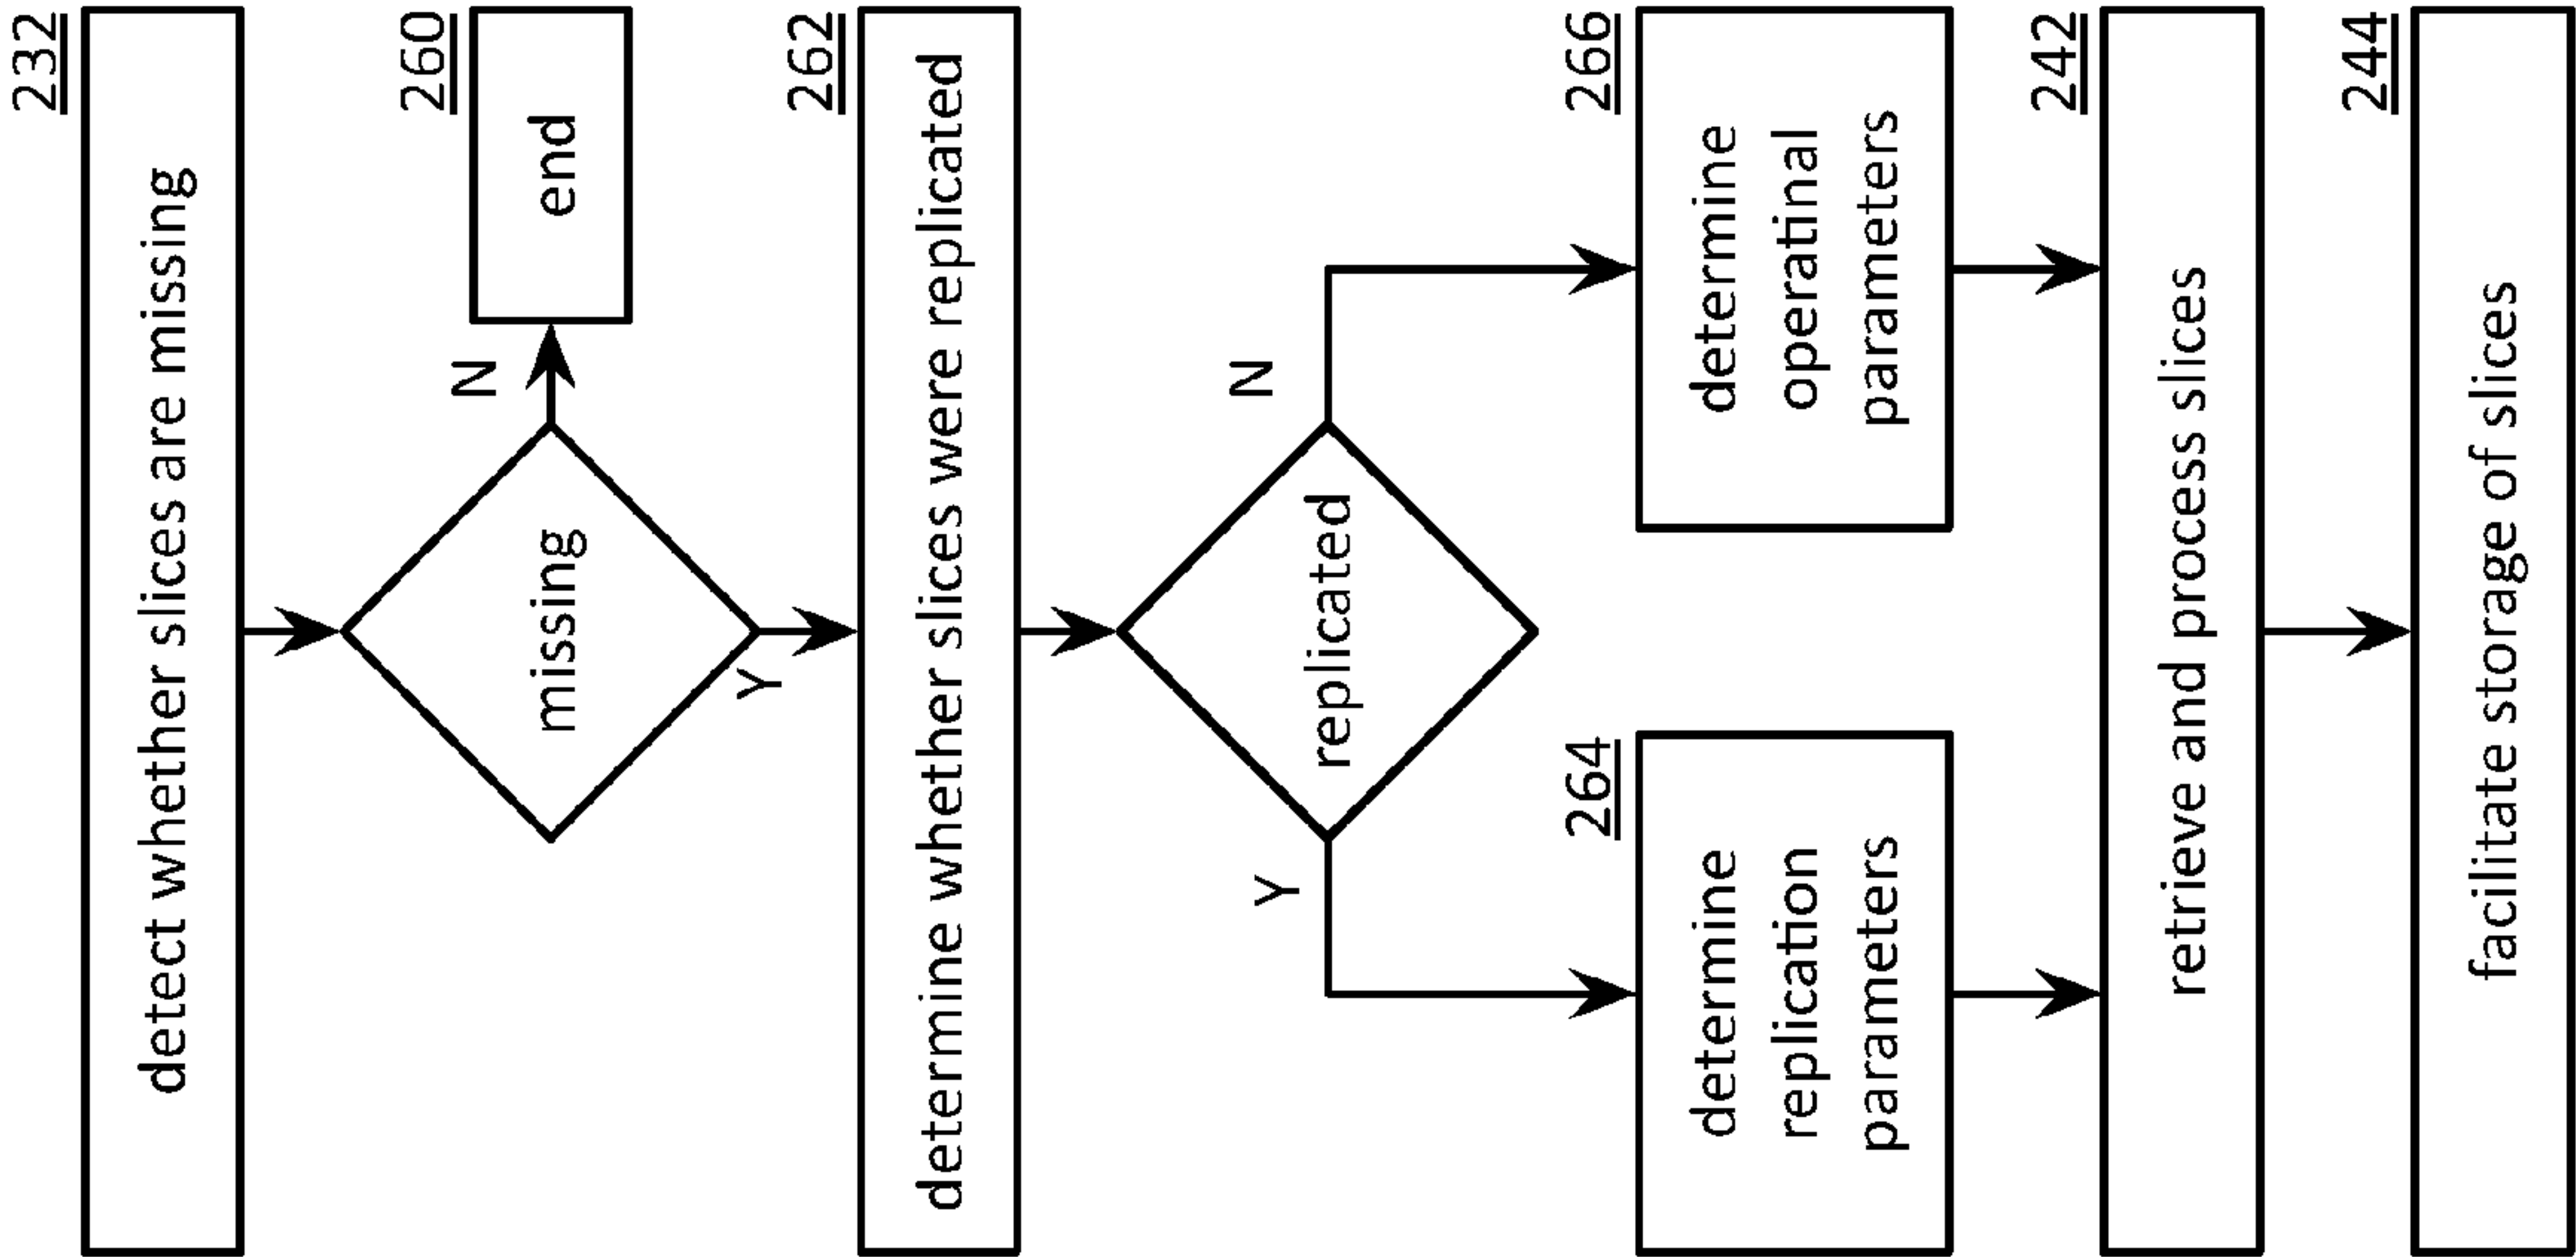 232
detect whether slices are missing
missing
N
260
end
Y
262
determine whether slices were replicated
replicated
Y
N
264
determine
replication
parameters
266
determine
operatinal
parameters
242
retrieve and process slices
244
facilitate storage of slices